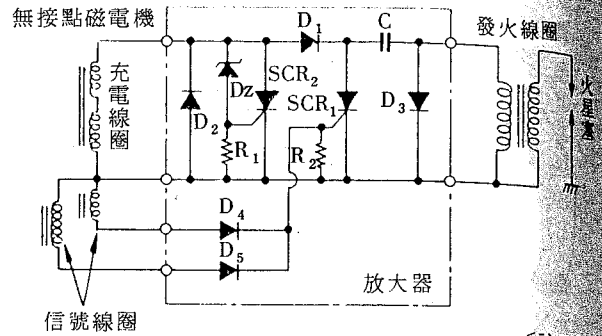 無接點磁電機
發火線圈
充電線圈
D₁
C
SCR₂
Dz
SCR₁
D₂
D₃
R₁
R₂
火星塞
D₄
D₅
放大器
信號線圈